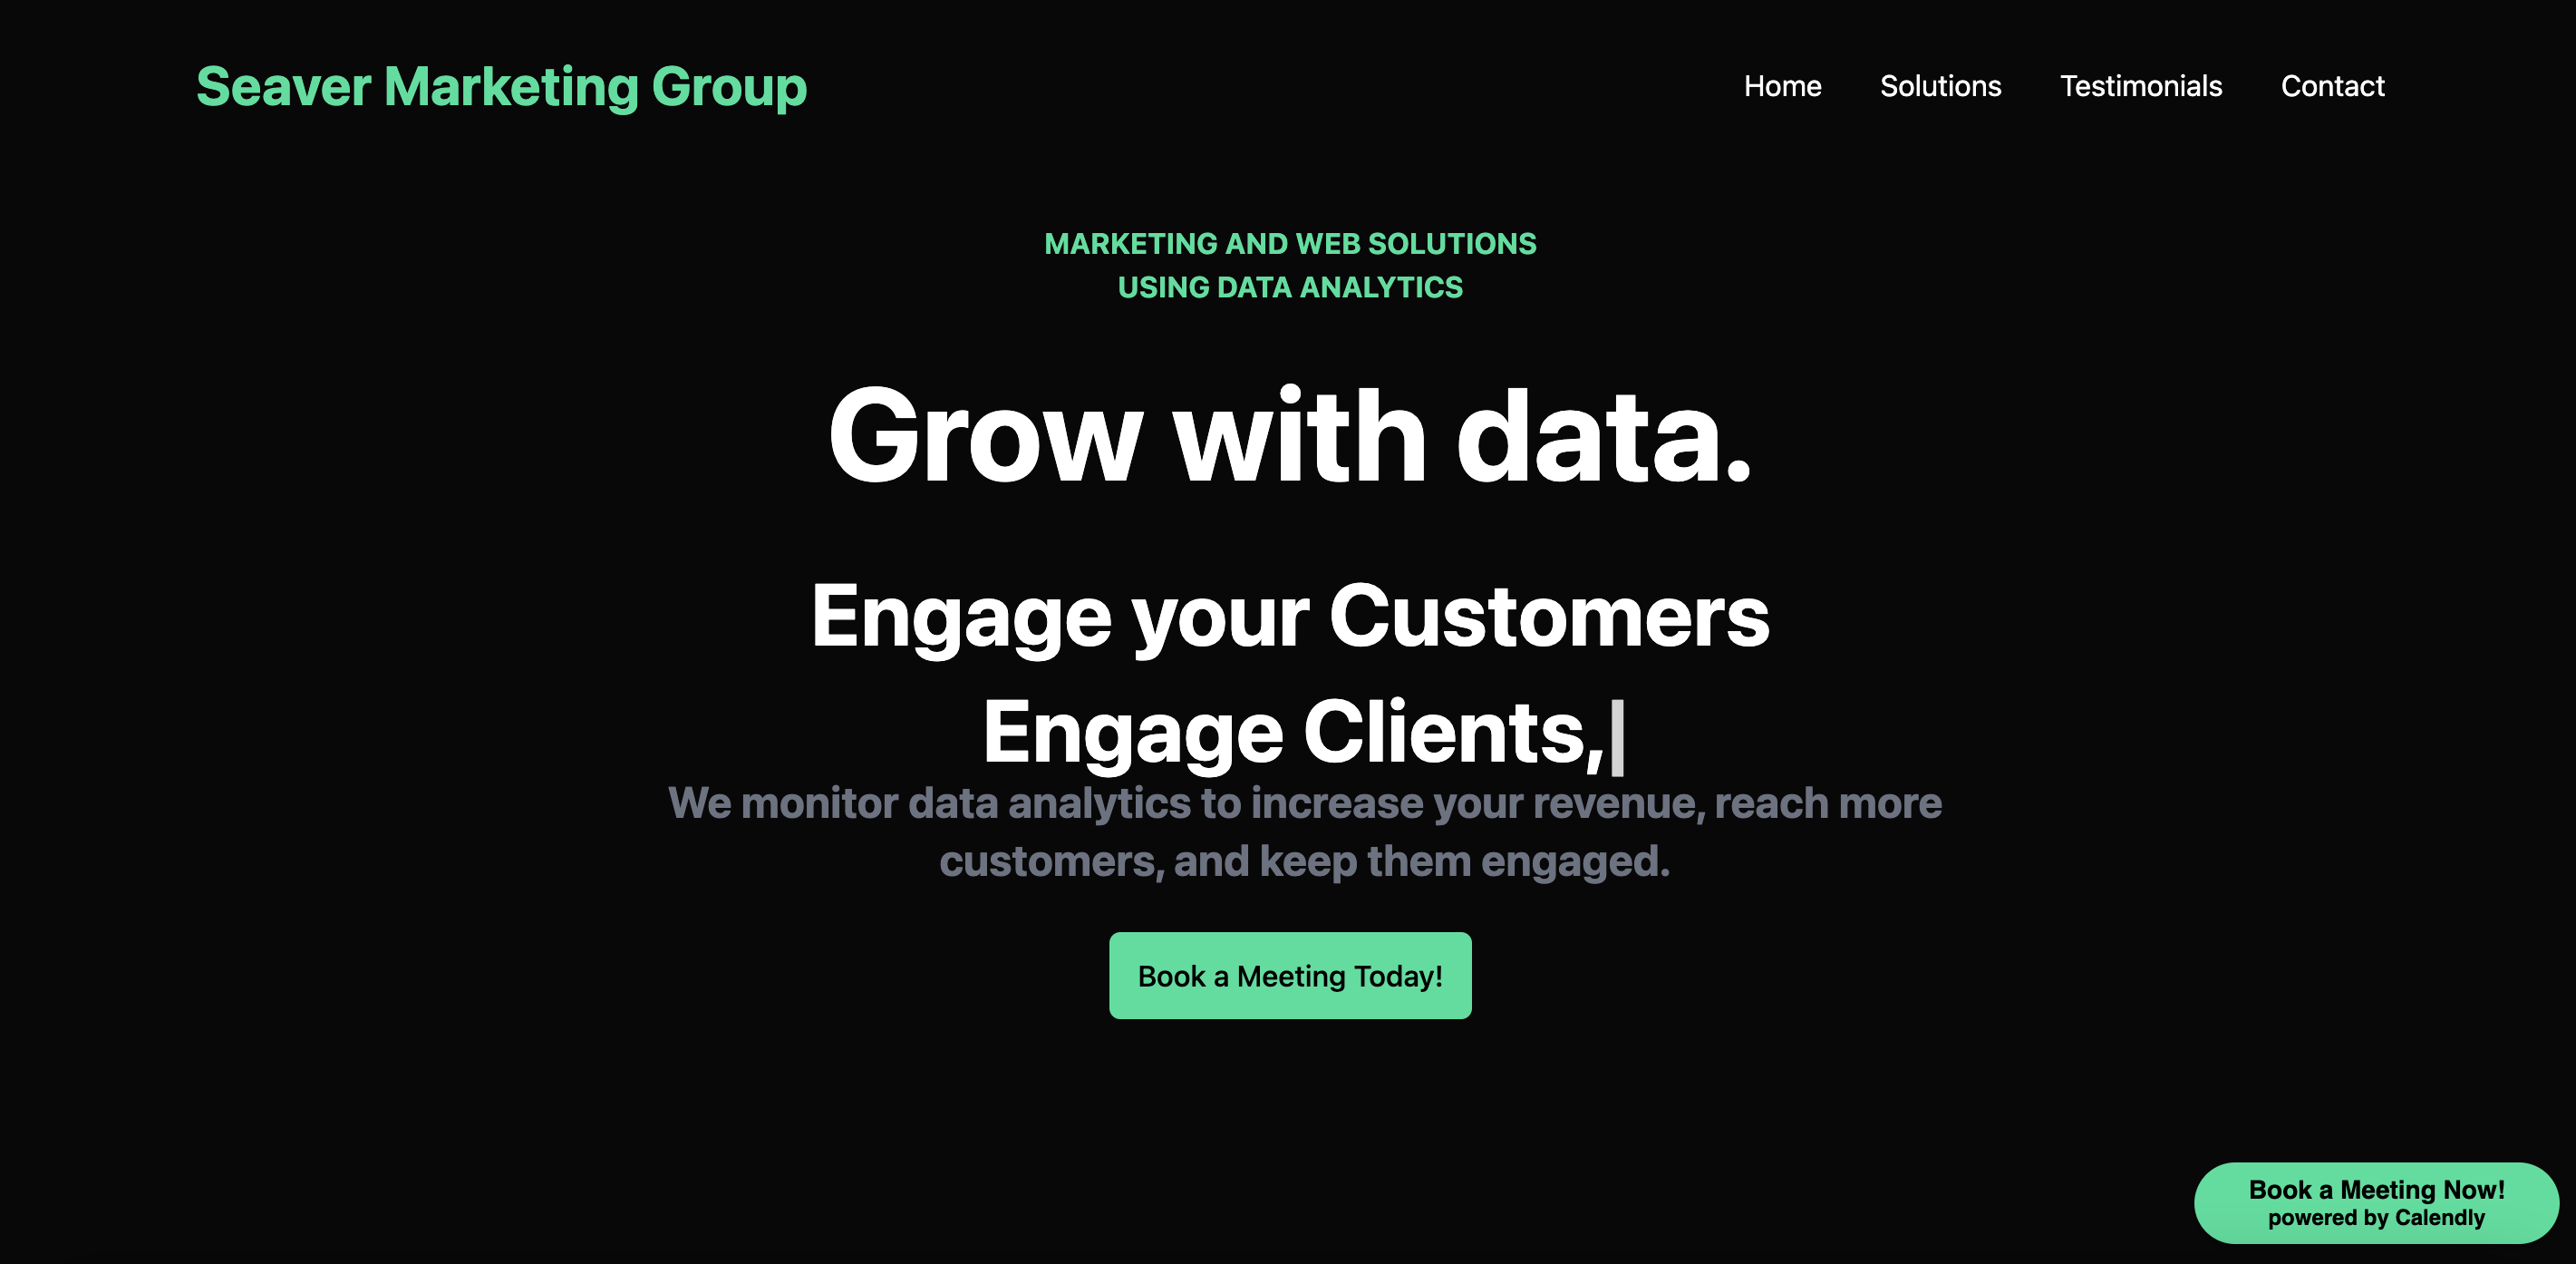 Seaver Marketing Group
Home Solutions Testimonials Contact
MARKETING AND WEB SOLUTIONS
USING DATA ANALYTICS
Grow with data.
Engage your Customers
Engage Clients,|
We monitor data analytics to increase your revenue, reach more
customers, and keep them engaged.
Book a Meeting Today!
Book a Meeting Now!
powered by Calendly